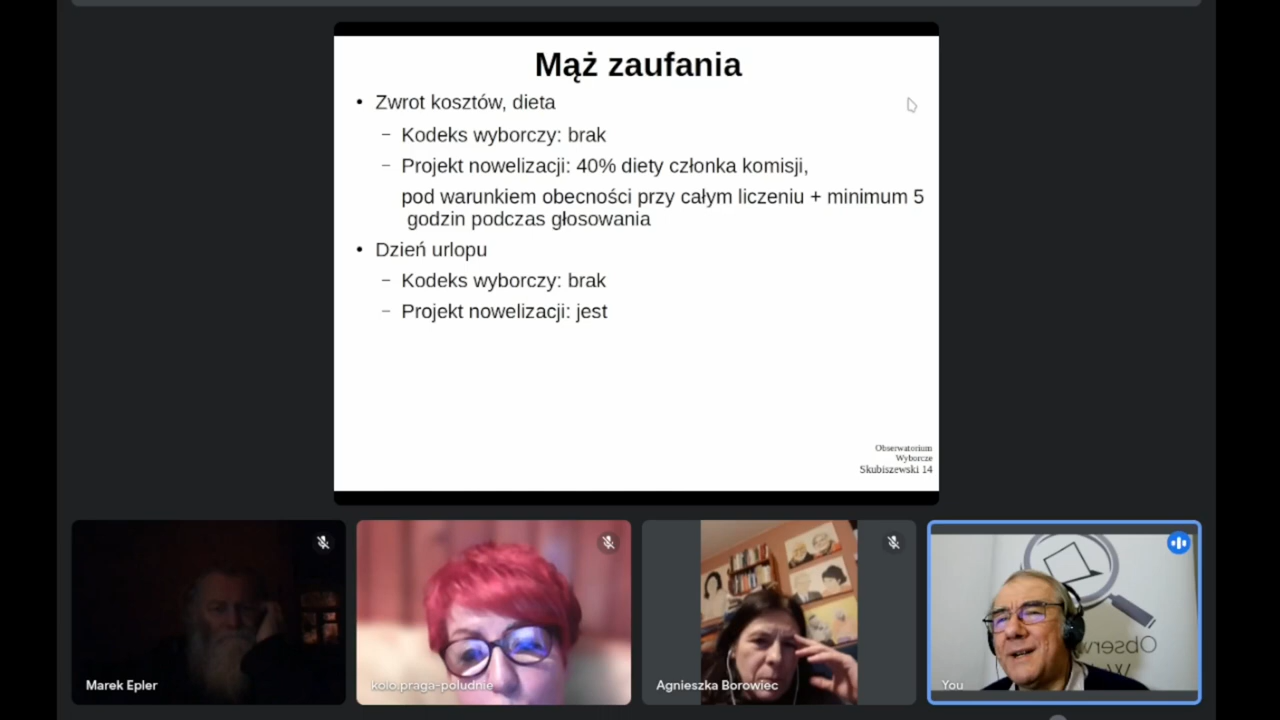 Mąż zaufania
• Zwrot kosztów, dieta
– Kodeks wyborczy: brak
– Projekt nowelizacji: 40% diety członka komisji,
pod warunkiem obecności przy całym liczeniu + minimum 5
godzin podczas głosowania
• Dzień urlopu
– Kodeks wyborczy: brak
– Projekt nowelizacji: jest
Obserwatorium
Wyborcze
Skubiszewski 14
Marek Epler
kolo.praga-poludnie
Agnieszka Borowiec
You